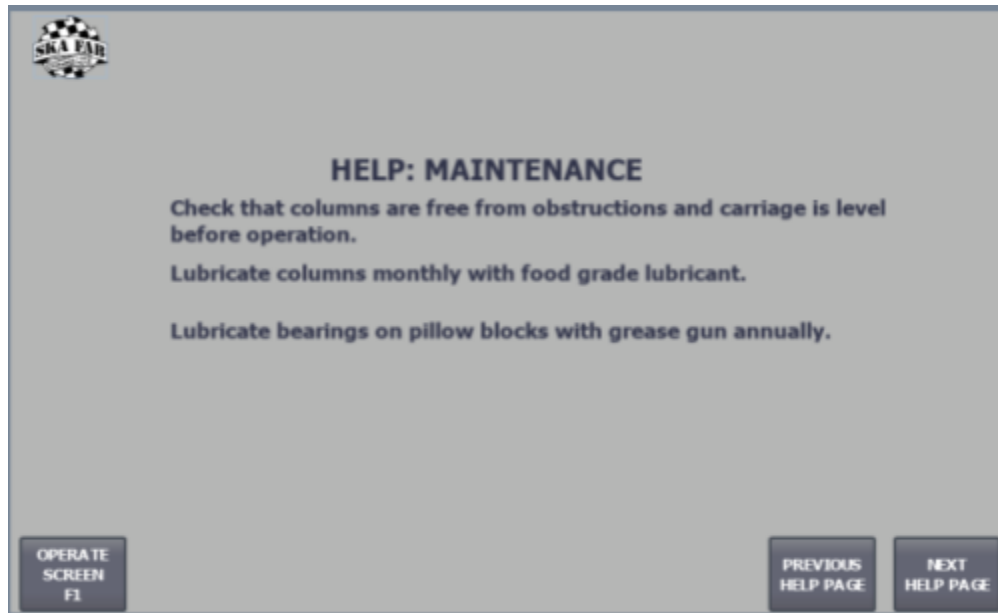 SKA FAB
HELP: MAINTENANCE
Check that columns are free from obstructions and carriage is level
before operation.
Lubricate columns monthly with food grade lubricant.
Lubricate bearings on pillow blocks with grease gun annually.
OPERATE
SCREEN
F1
PREVIOUS
HELP PAGE
NEXT
HELP PAGE